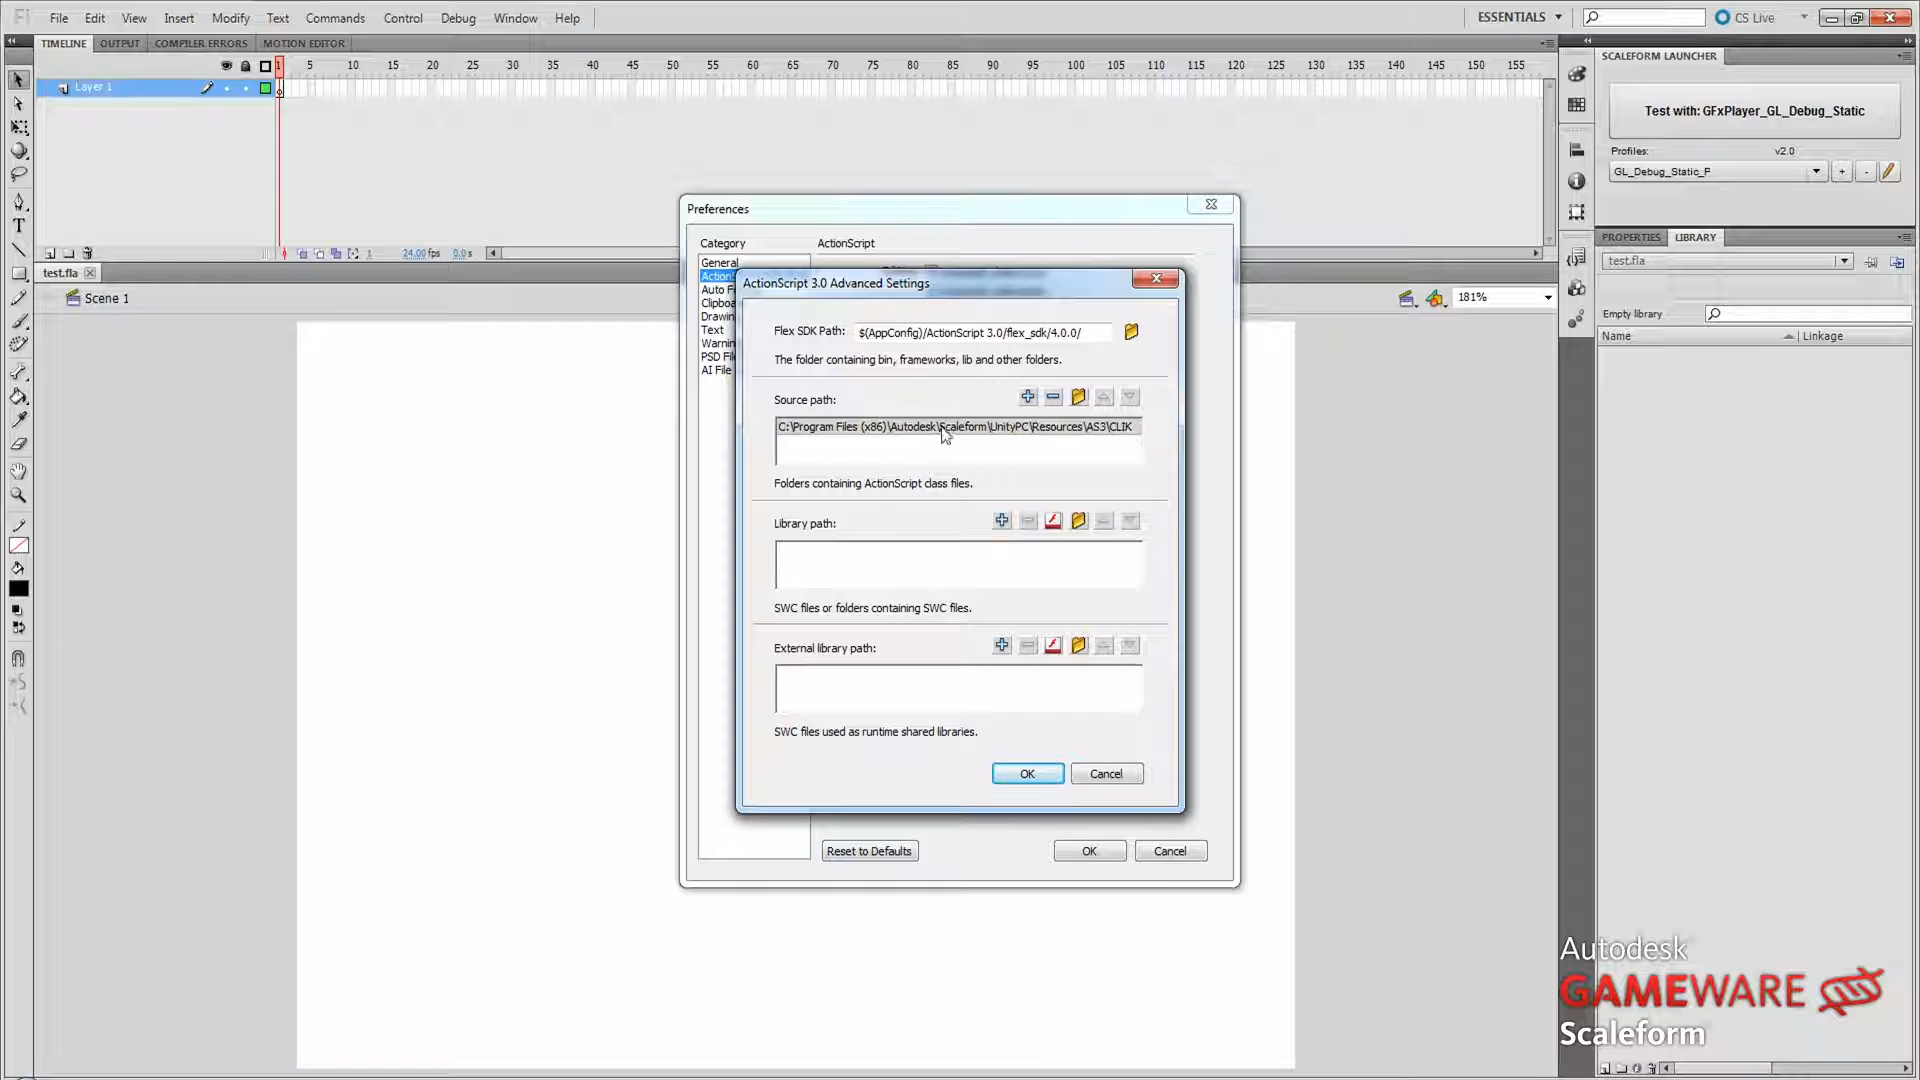 Fl File Edit View Insert Modify Text Commands Control Debug Window Help ESSENTIALS CS Live
TIMELINE OUTPUT COMPILER ERRORS MOTION EDITOR
1 5 10 15 20 25 30 35 40 45 50 55 60 65 70 75 80 85 90 95 100 105 110 115 120 125 130 135 140 145 150 155
Layer 1
1 24.00 fps 0.0 s
test.fla
Scene 1
181%
SCALEFORM LAUNCHER
Test with: GFxPlayer_GL_Debug_Static
Profiles: v2.0
GL_Debug_Static_P + -
PROPERTIES LIBRARY
test.fla
Empty library
Name Linkage
Preferences
Category
General
Action
Auto F
Clipbo
Drawin
Text
Warnin
PSD Fil
AI File
ActionScript
ActionScript 3.0 Advanced Settings
Flex SDK Path: $(AppConfig)/ActionScript 3.0/flex_sdk/4.0.0/
The folder containing bin, frameworks, lib and other folders.
Source path:
C:\Program Files (x86)\Autodesk\Scaleform\UnityPC\Resources\AS3\CLIK
Folders containing ActionScript class files.
Library path:
SWC files or folders containing SWC files.
External library path:
SWC files used as runtime shared libraries.
OK Cancel
Reset to Defaults OK Cancel
Autodesk
GAMEWARE
Scaleform